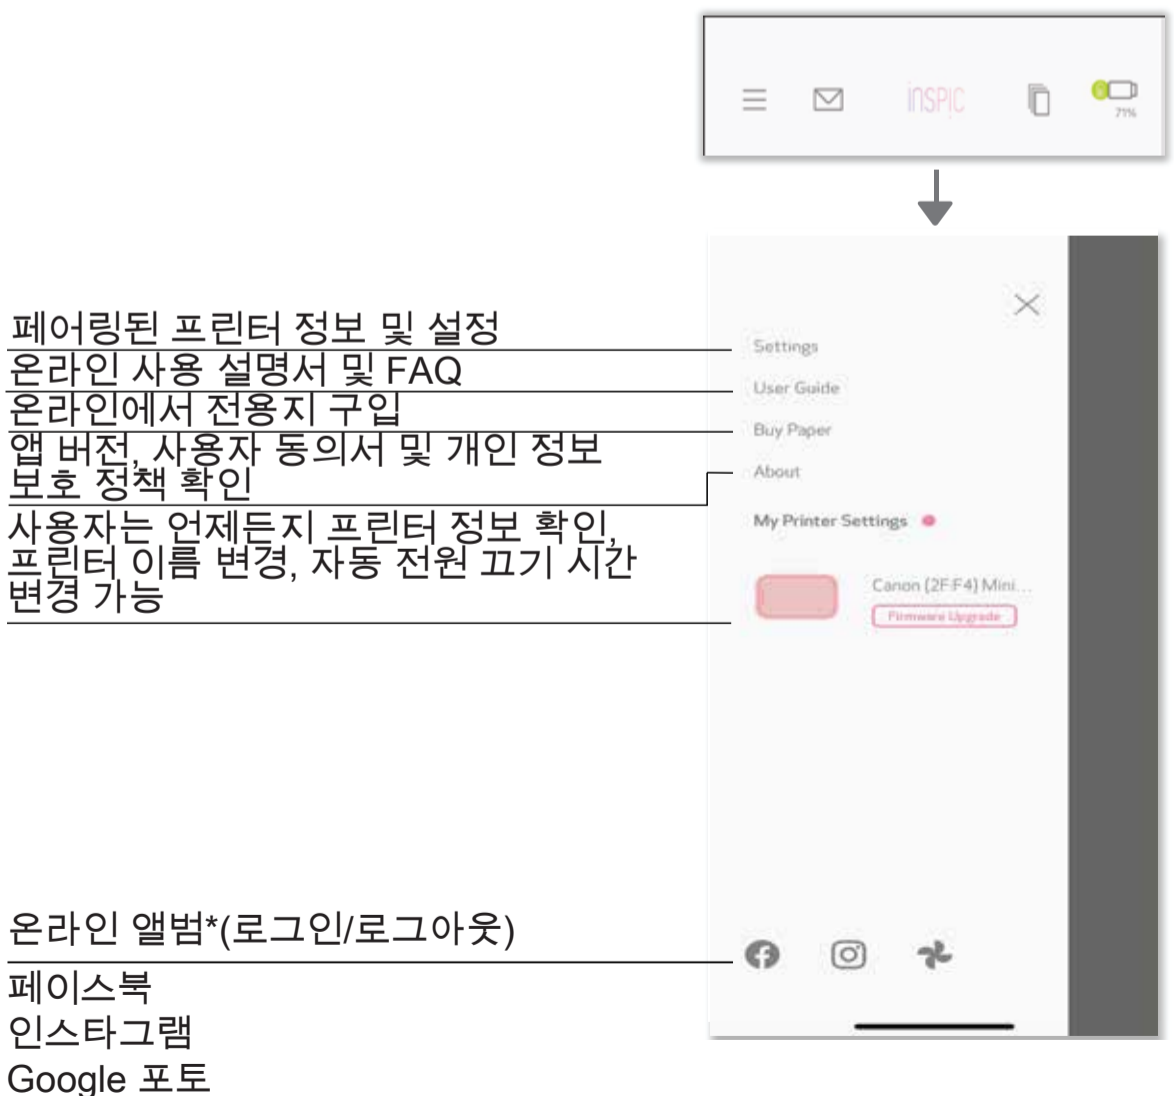 inspic
71%
페어링된 프린터 정보 및 설정
Settings
온라인 사용 설명서 및 FAQ
User Guide
온라인에서 전용지 구입
Buy Paper
앱 버전, 사용자 동의서 및 개인 정보
보호 정책 확인
About
사용자는 언제든지 프린터 정보 확인,
프린터 이름 변경, 자동 전원 끄기 시간
변경 가능
My Printer Settings
Canon (2F:F4) Mini...
Firmware Upgrade
온라인 앨범*(로그인/로그아웃)
페이스북
인스타그램
Google 포토